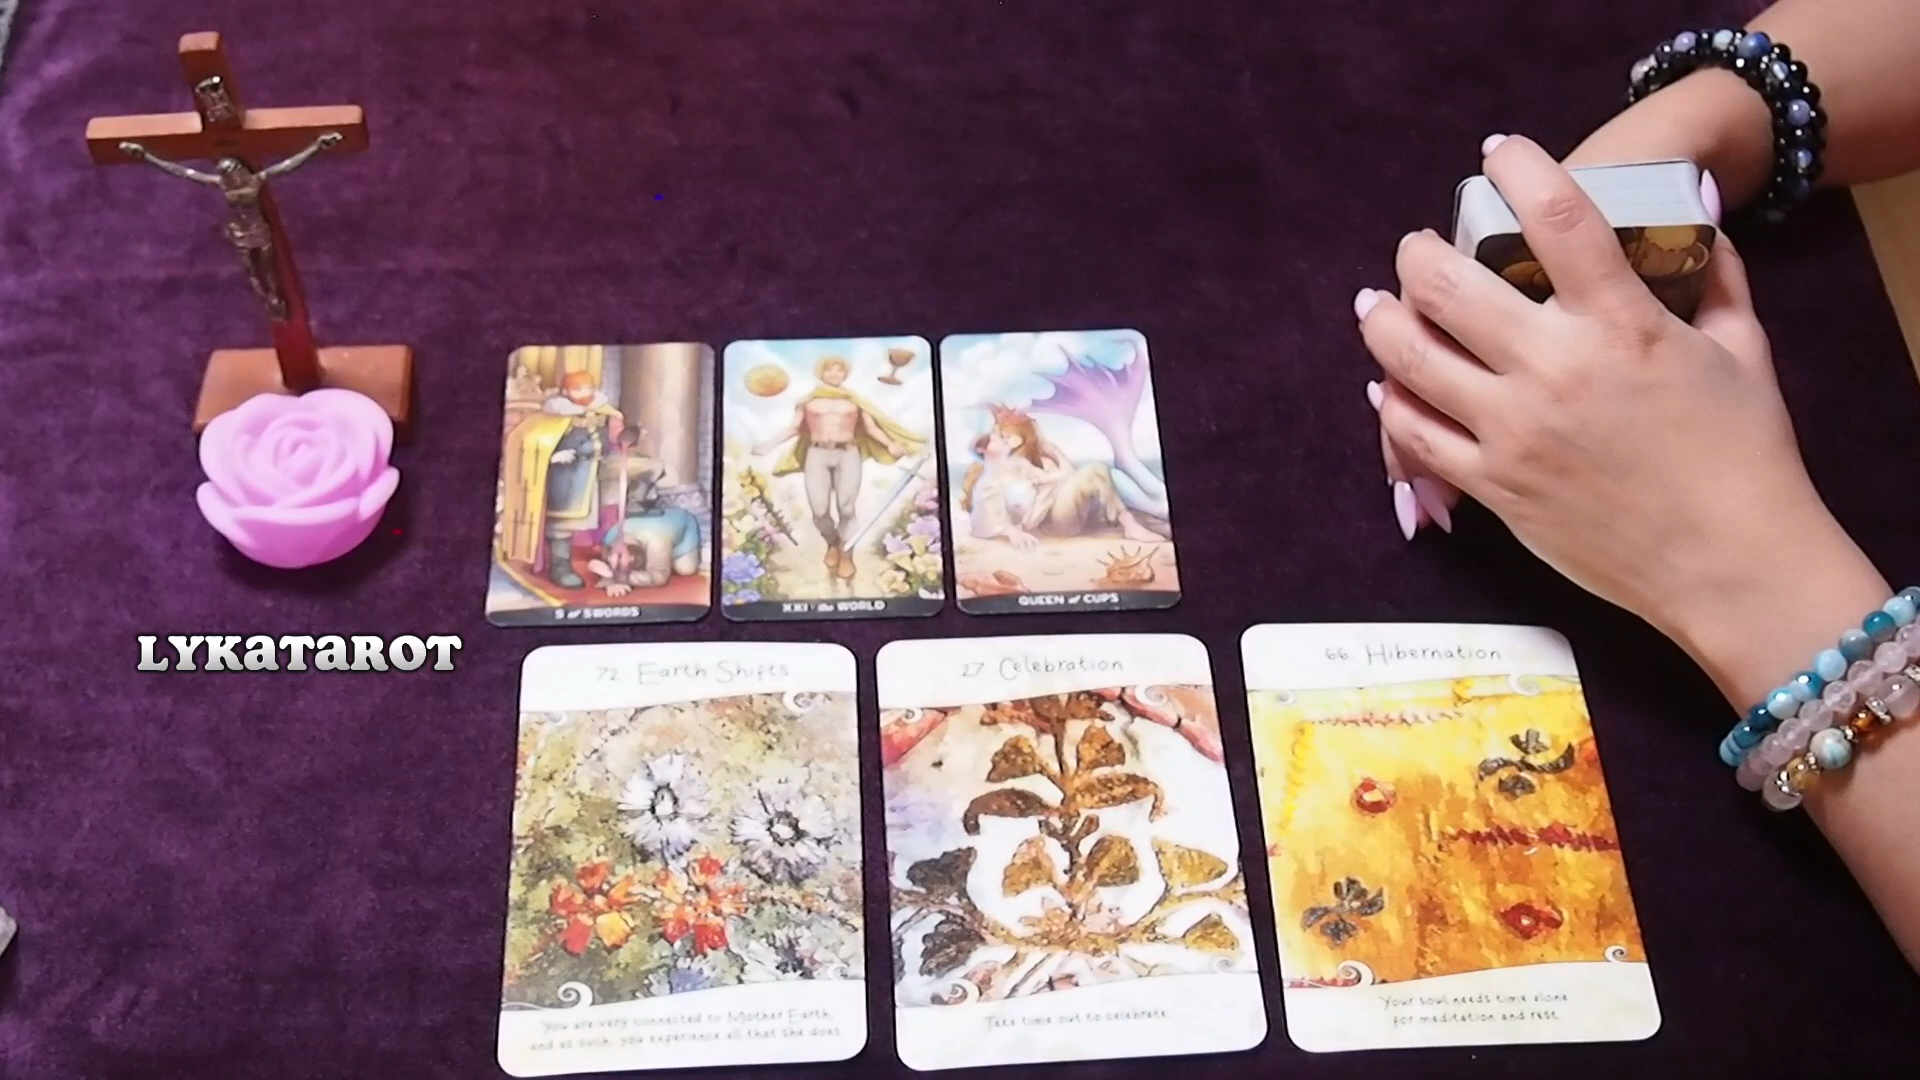 5 of SWORDS
XXI · the WORLD
QUEEN of CUPS
LYKATAROT
72 Earth Shifts
27 Celebration
66 Hibernation
You are very connected to Mother Earth
and as such, you experience all that she does
Take time out to celebrate
Your soul needs time alone
for meditation and rest